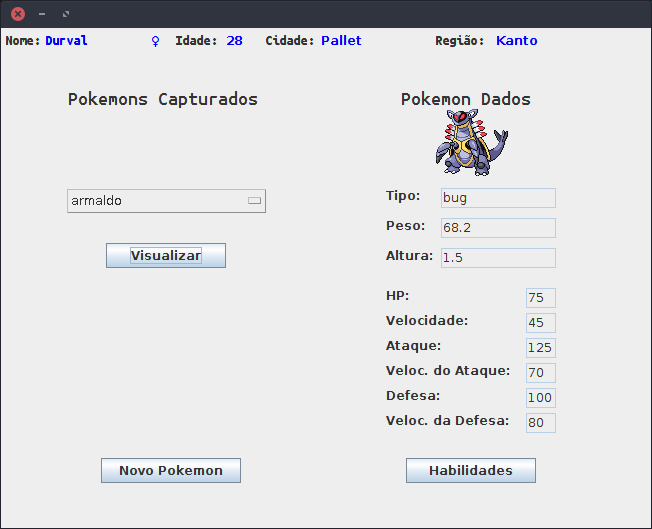 Nome: Durval ♀ Idade: 28 Cidade: Pallet Região: Kanto
Pokemons Capturados
Pokemon Dados
armaldo
Visualizar
Tipo: bug
Peso: 68.2
Altura: 1.5
HP: 75
Velocidade: 45
Ataque: 125
Veloc. do Ataque: 70
Defesa: 100
Veloc. da Defesa: 80
Novo Pokemon
Habilidades